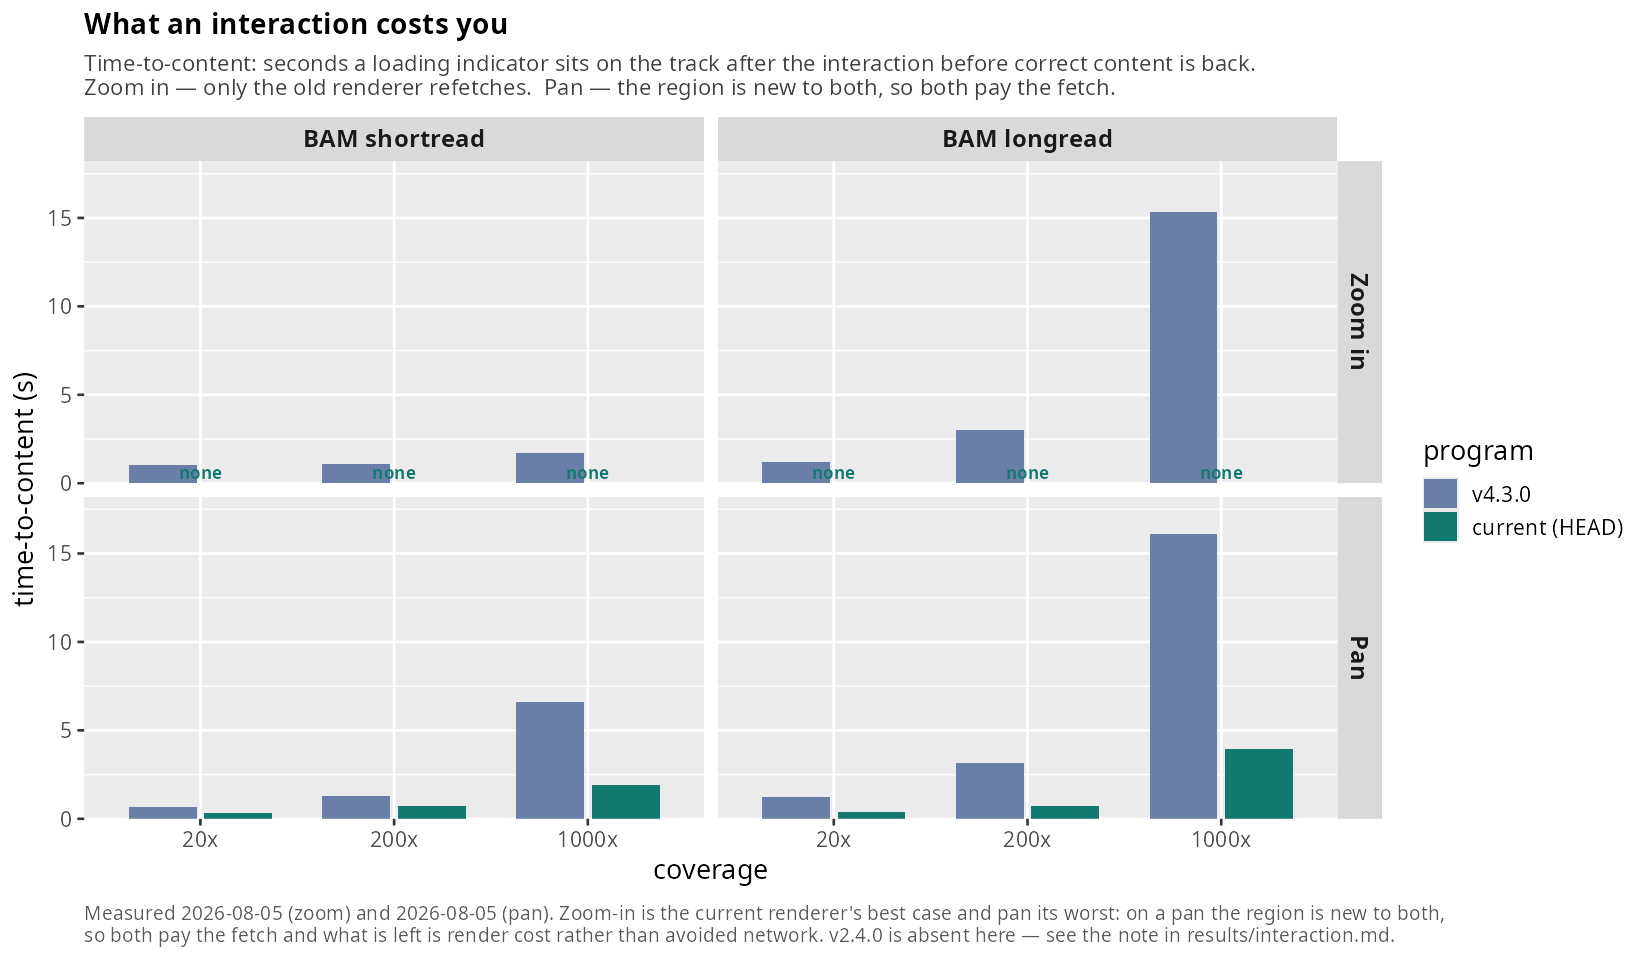 What an interaction costs you
Time-to-content: seconds a loading indicator sits on the track after the interaction before correct content is back.
Zoom in — only the old renderer refetches.  Pan — the region is new to both, so both pay the fetch.
BAM shortread
BAM longread
15
10
5
0
none
none
none
none
none
none
Zoom in
15
10
5
0
Pan
time-to-content (s)
20x
200x
1000x
20x
200x
1000x
coverage
program
v4.3.0
current (HEAD)
Measured 2026-08-05 (zoom) and 2026-08-05 (pan). Zoom-in is the current renderer's best case and pan its worst: on a pan the region is new to both,
so both pay the fetch and what is left is render cost rather than avoided network. v2.4.0 is absent here — see the note in results/interaction.md.